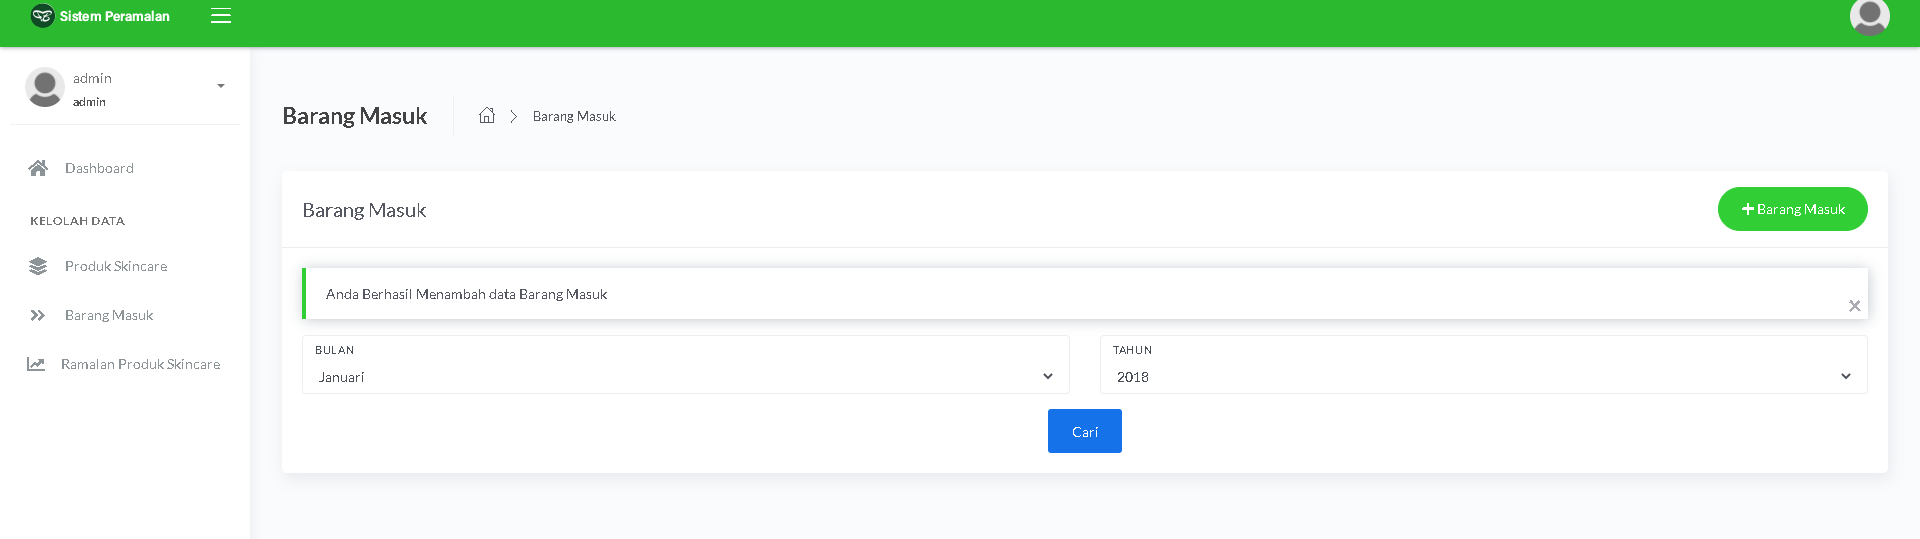 Sistem Peramalan
admin
admin
Dashboard
KELOLAH DATA
Produk Skincare
Barang Masuk
Ramalan Produk Skincare
Barang Masuk
Barang Masuk
Barang Masuk
Barang Masuk
Anda Berhasil Menambah data Barang Masuk
BULAN
Januari
TAHUN
2018
Cari